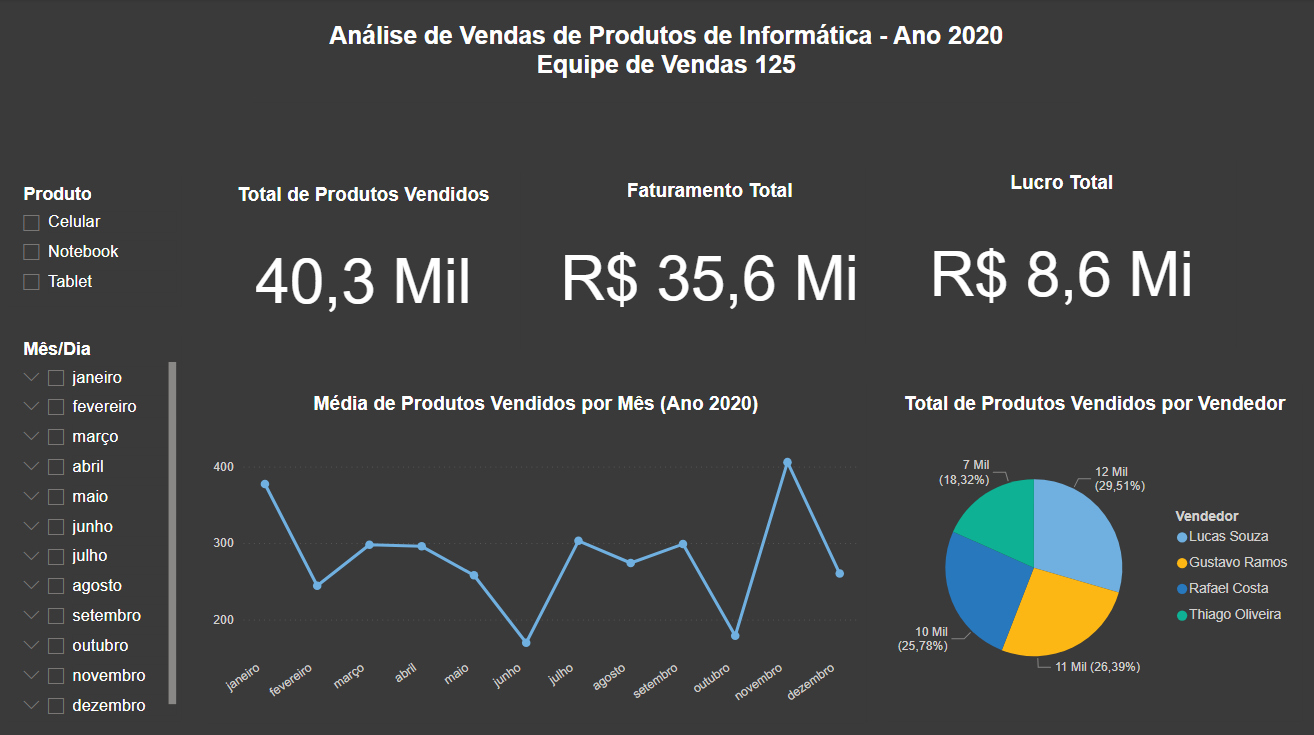 Análise de Vendas de Produtos de Informática - Ano 2020
Equipe de Vendas 125
Produto
Celular
Notebook
Tablet
Mês/Dia
janeiro
fevereiro
março
abril
maio
junho
julho
agosto
setembro
outubro
novembro
dezembro
Total de Produtos Vendidos
40,3 Mil
Faturamento Total
R$ 35,6 Mi
Lucro Total
R$ 8,6 Mi
Média de Produtos Vendidos por Mês (Ano 2020)
400
300
200
janeiro
fevereiro
março
abril
maio
junho
julho
agosto
setembro
outubro
novembro
dezembro
Total de Produtos Vendidos por Vendedor
7 Mil
(18,32%)
12 Mil
(29,51%)
10 Mil
(25,78%)
11 Mil (26,39%)
Vendedor
Lucas Souza
Gustavo Ramos
Rafael Costa
Thiago Oliveira